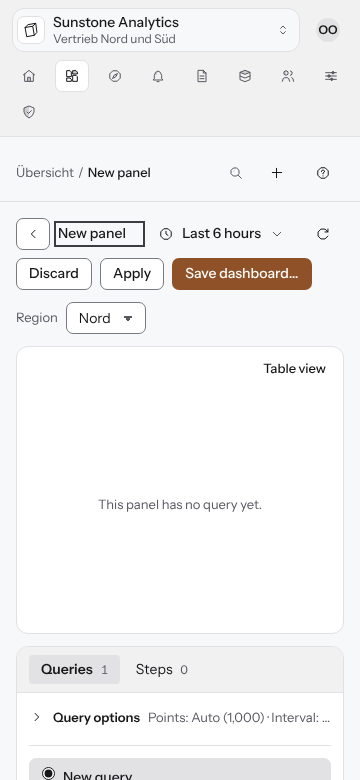 Sunstone Analytics
Vertrieb Nord und Süd
OO
Übersicht / New panel
New panel
Last 6 hours
Discard
Apply
Save dashboard...
Region
Nord
Table view
This panel has no query yet.
Queries 1
Steps 0
Query options Points: Auto (1,000) · Interval: ...
New query